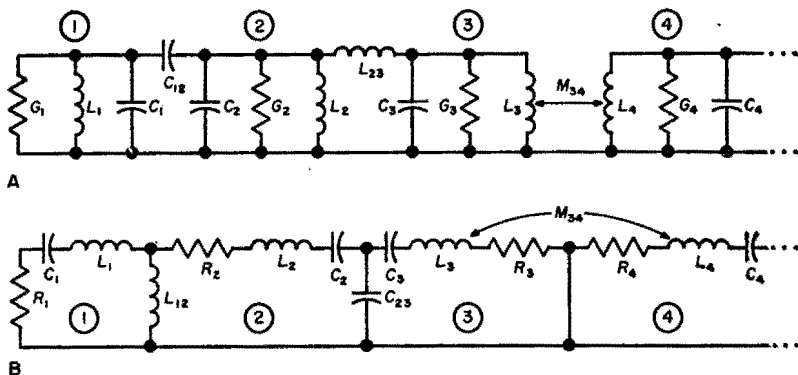 1 2 3 4
C12 L23 M34
G1 L1 C1 C2 G2 L2 C3 G3 L3 L4 G4 C4
A
M34
C1 L1 R2 L2 C2 C3 L3 R3 R4 L4 C4
R1 L12 C23
1 2 3 4
B